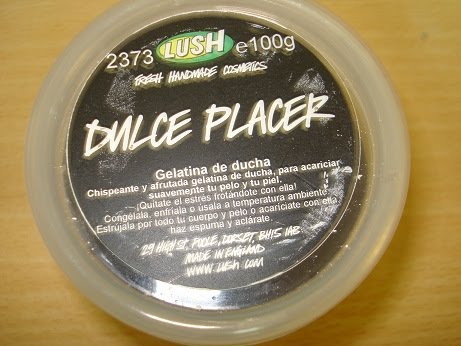 2373 LUSH e100g
FRESH HANDMADE COSMETICS
DULCE PLACER
Gelatina de ducha
Chispeante y afrutada gelatina de ducha, para acariciar
suavemente tu pelo y tu piel.
¡Quítate el estrés frotándote con ella!
Congélala, enfríala o úsala a temperatura ambiente.
Estrújala por todo tu cuerpo y pelo o acaríciate con ella
haz espuma y aclárate.
29 HIGH ST, POOLE, DORSET, BH15 1AB
MADE IN ENGLAND
www.lush.com